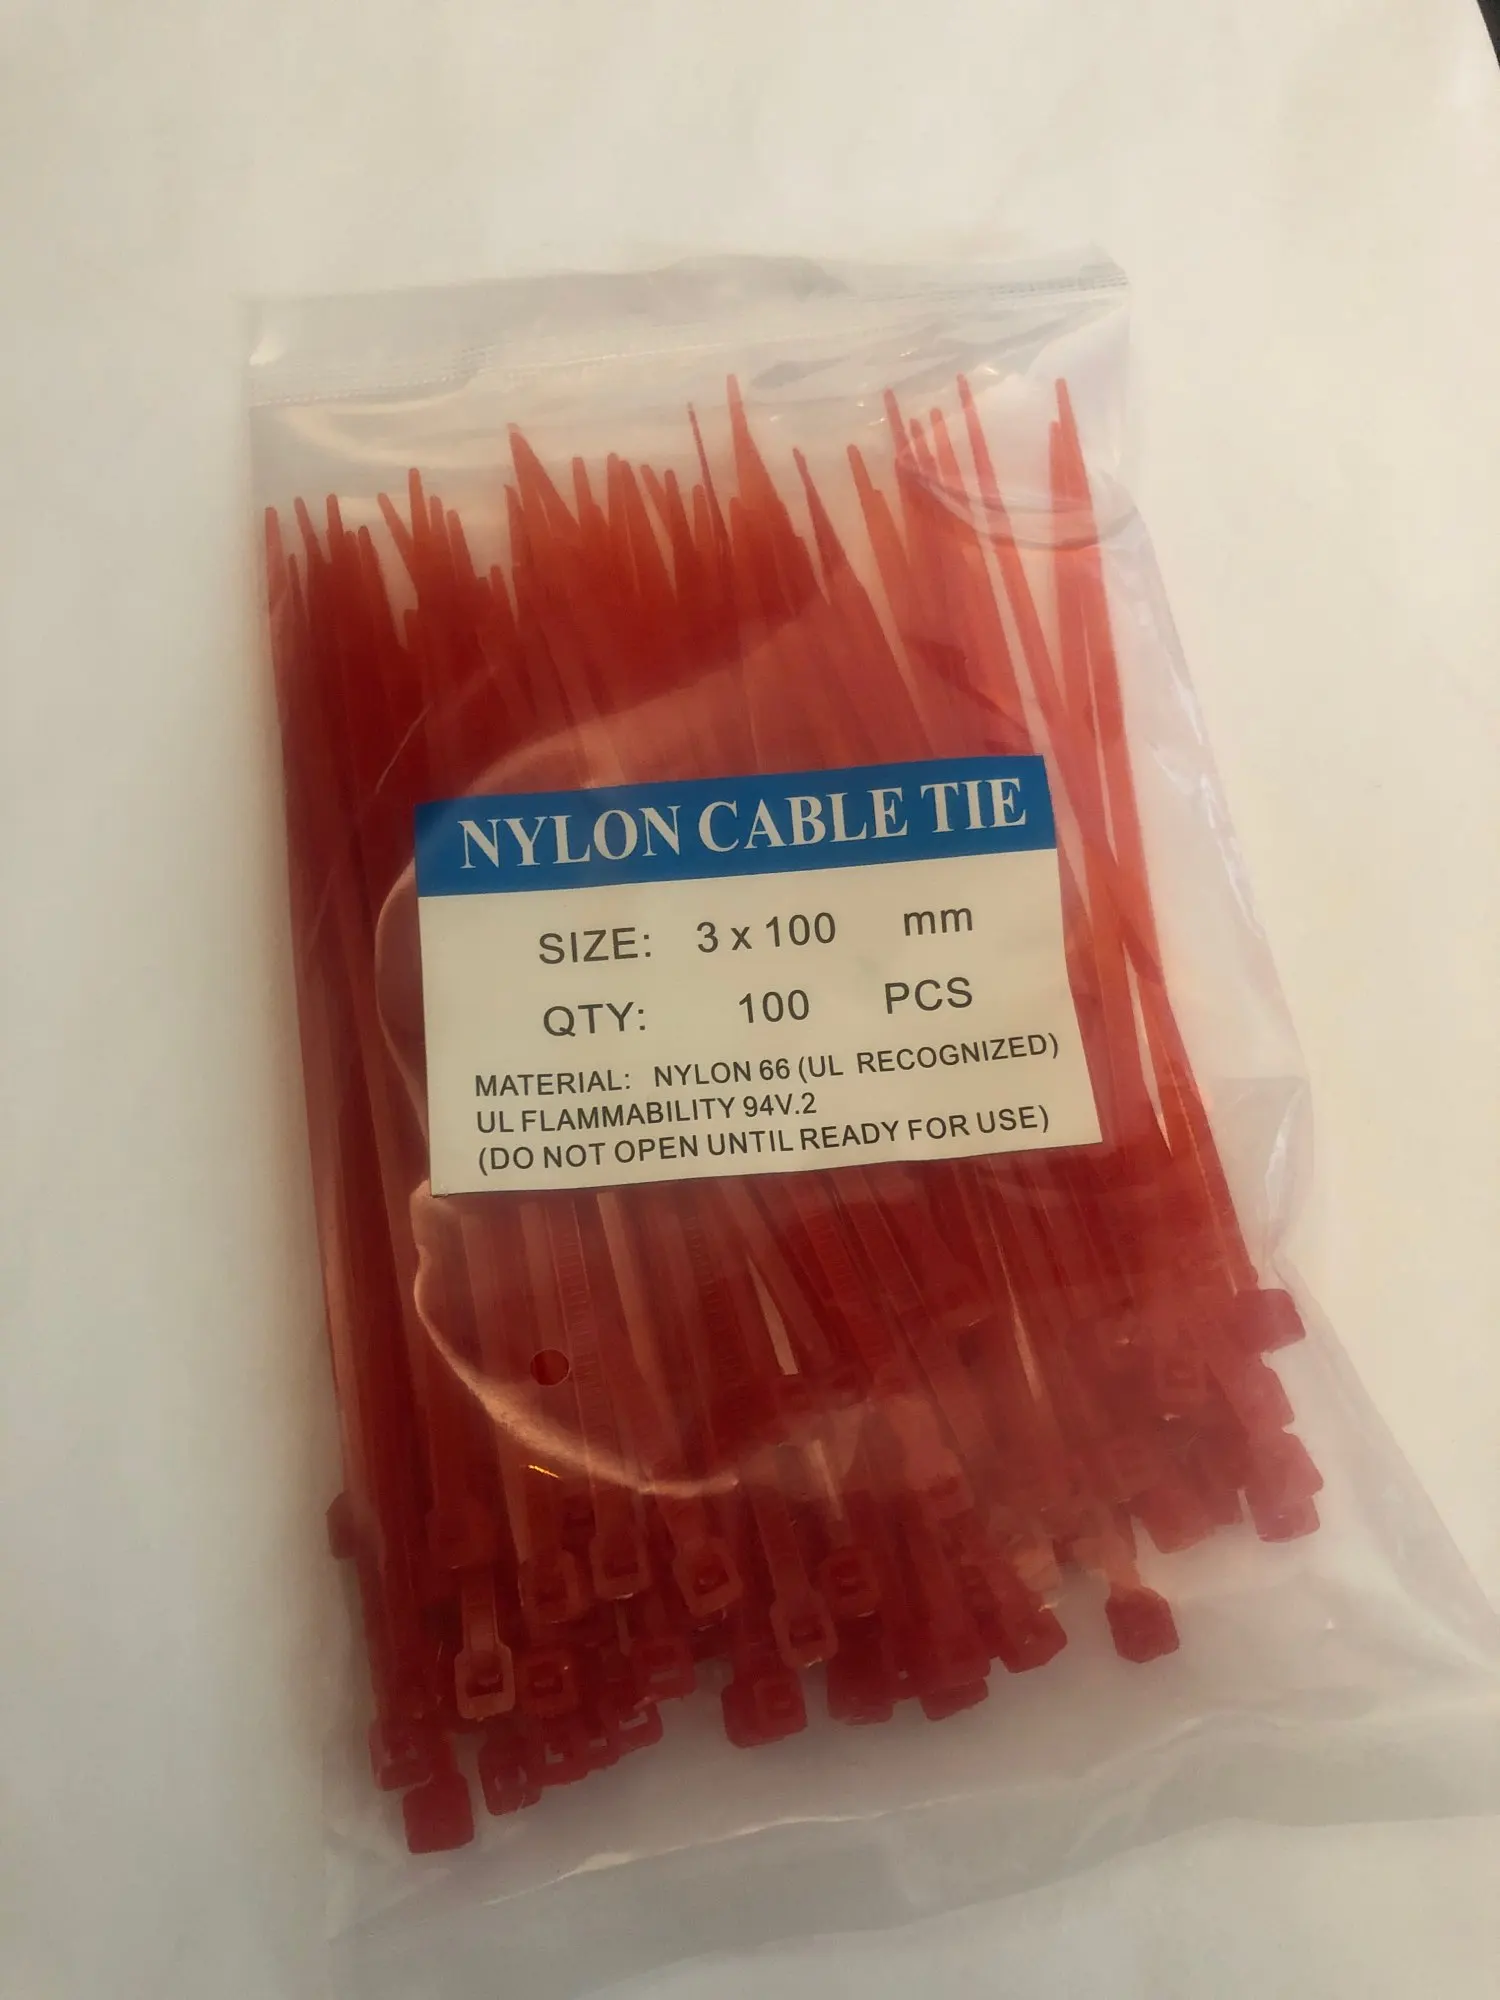 NYLON CABLE TIE
SIZE: 3 x 100 mm
QTY: 100 PCS
MATERIAL: NYLON 66 (UL RECOGNIZED)
UL FLAMMABILITY 94V.2
(DO NOT OPEN UNTIL READY FOR USE)